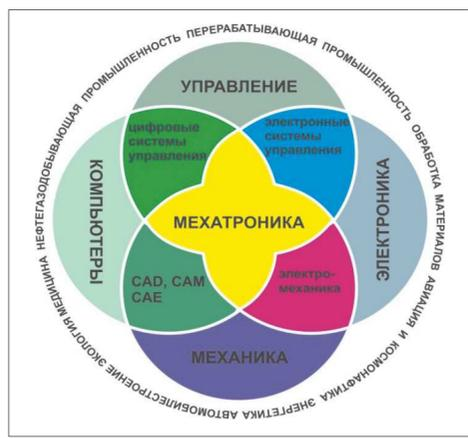 НЕФТЕГАЗОДОБЫВАЮЩАЯ ПРОМЫШЛЕННОСТЬ ПЕРЕРАБАТЫВАЮЩАЯ ПРОМЫШЛЕННОСТЬ ОБРАБОТКА МАТЕРИАЛОВ АВИАЦИЯ И КОСМОНАФТИКА ЭНЕРГЕТИКА АВТОМОБИЛЕСТРОЕНИЕ ЭКОЛОГИЯ МЕДИЦИНА
УПРАВЛЕНИЕ
цифровые
системы
управления
электронные
системы
управления
КОМПЬЮТЕРЫ
МЕХАТРОНИКА
ЭЛЕКТРОНИКА
CAD, CAM
CAE
электро-
механика
МЕХАНИКА